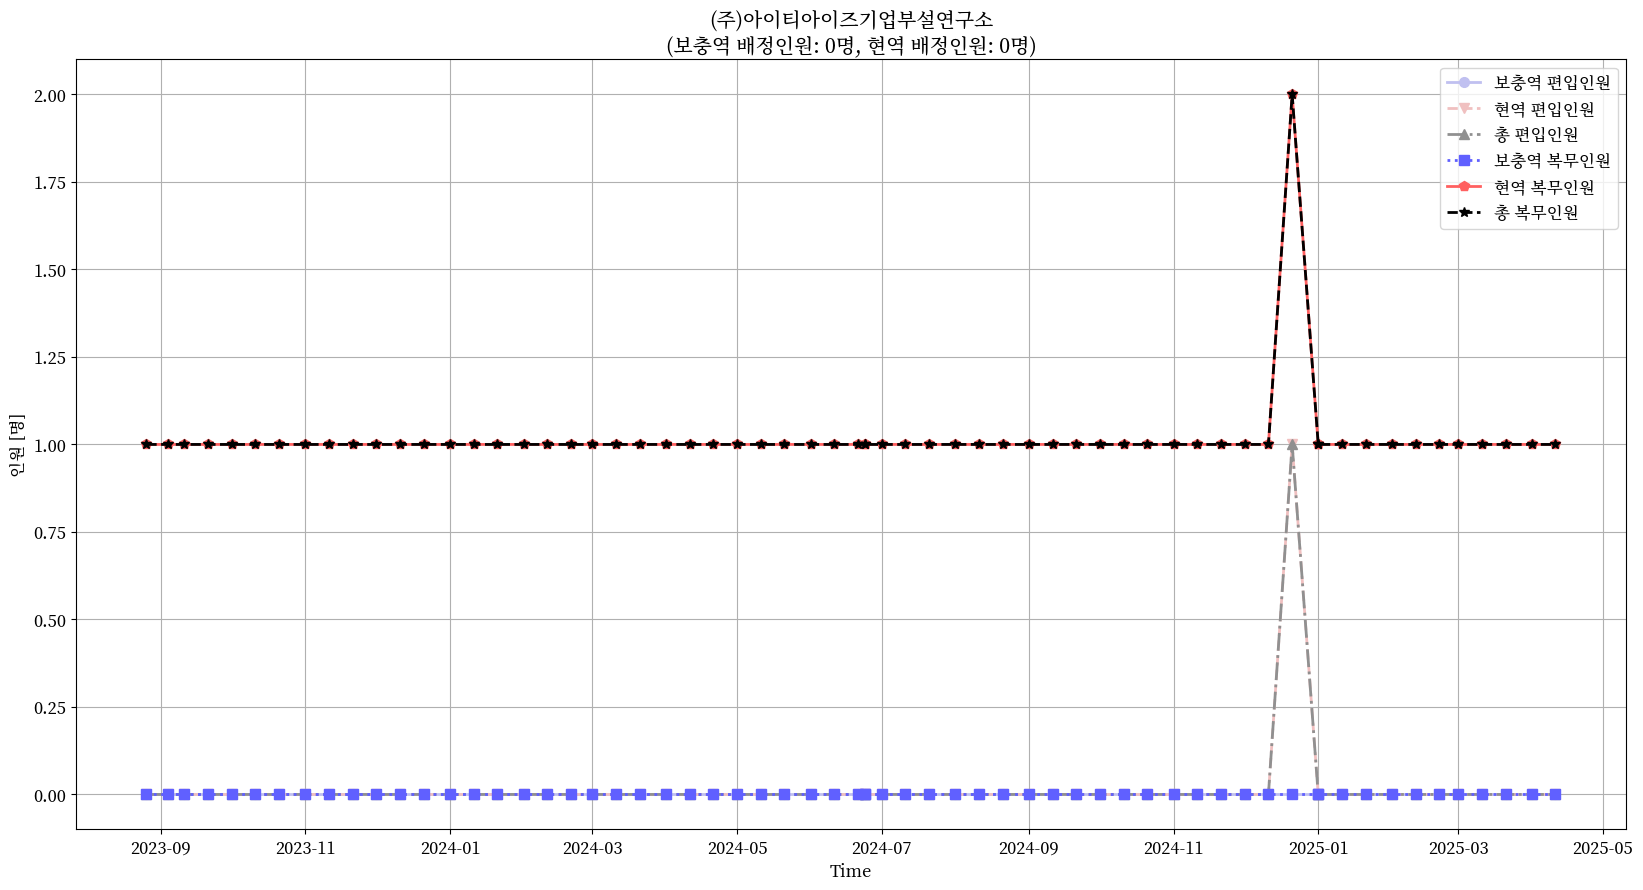 (주)아이티아이즈기업부설연구소
(보충역 배정인원: 0명, 현역 배정인원: 0명)
보충역 편입인원
현역 편입인원
총 편입인원
보충역 복무인원
현역 복무인원
총 복무인원
인원 [명]
2.00
1.75
1.50
1.25
1.00
0.75
0.50
0.25
0.00
2023-09 2023-11 2024-01 2024-03 2024-05 2024-07 2024-09 2024-11 2025-01 2025-03 2025-05
Time